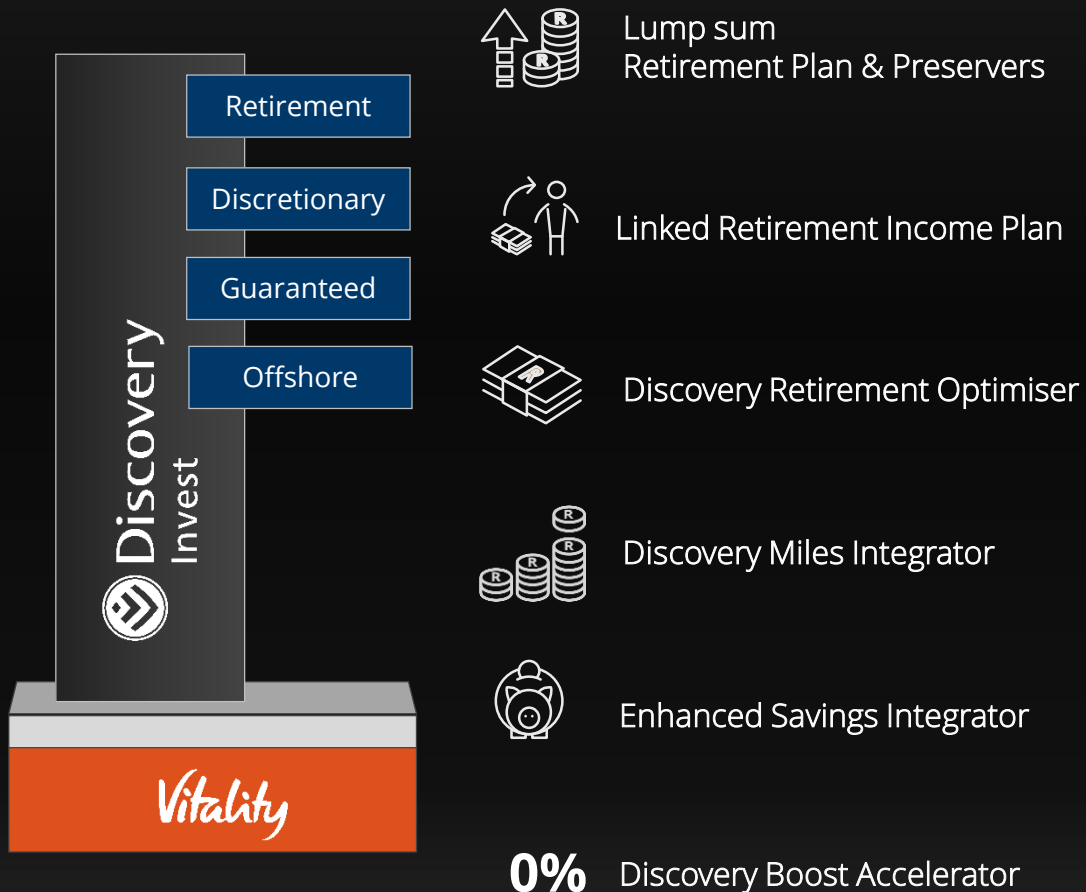 Retirement
Discretionary
Guaranteed
Offshore
Discovery
Invest
Vitality
R
R
Lump sum
Retirement Plan & Preservers
Linked Retirement Income Plan
R
Discovery Retirement Optimiser
R
R
R
R
Discovery Miles Integrator
Enhanced Savings Integrator
0% Discovery Boost Accelerator